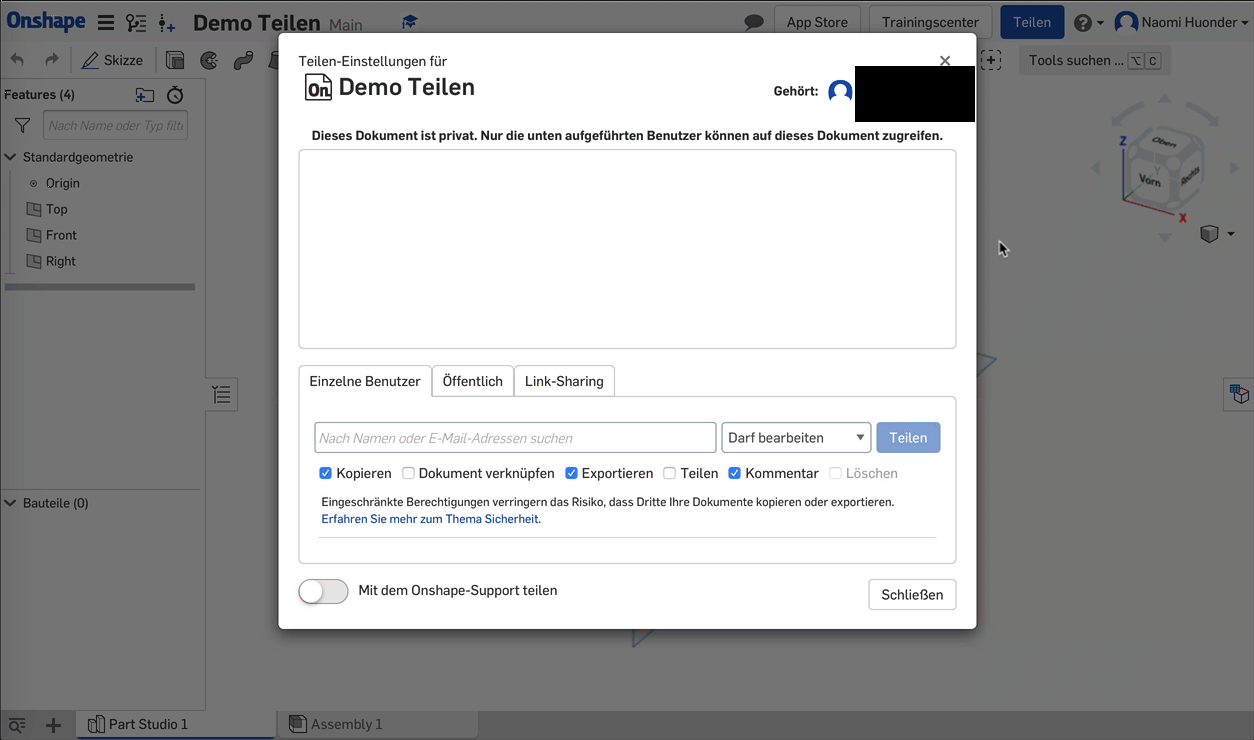 Onshape Demo Teilen Main App Store Trainingscenter Teilen Naomi Huonder
Skizze Tools suchen ... ⌥ C
Teilen-Einstellungen für
Demo Teilen
Gehört:
Dieses Dokument ist privat. Nur die unten aufgeführten Benutzer können auf dieses Dokument zugreifen.
Features (4)
Nach Name oder Typ filt
Standardgeometrie
Origin
Top
Front
Right
Z
Oben
Y
Vorn
Rechts
X
Einzelne Benutzer Öffentlich Link-Sharing
Nach Namen oder E-Mail-Adressen suchen Darf bearbeiten Teilen
Kopieren Dokument verknüpfen Exportieren Teilen Kommentar Löschen
Eingeschränkte Berechtigungen verringern das Risiko, dass Dritte Ihre Dokumente kopieren oder exportieren.
Erfahren Sie mehr zum Thema Sicherheit.
Bauteile (0)
Mit dem Onshape-Support teilen
Schließen
Part Studio 1 Assembly 1